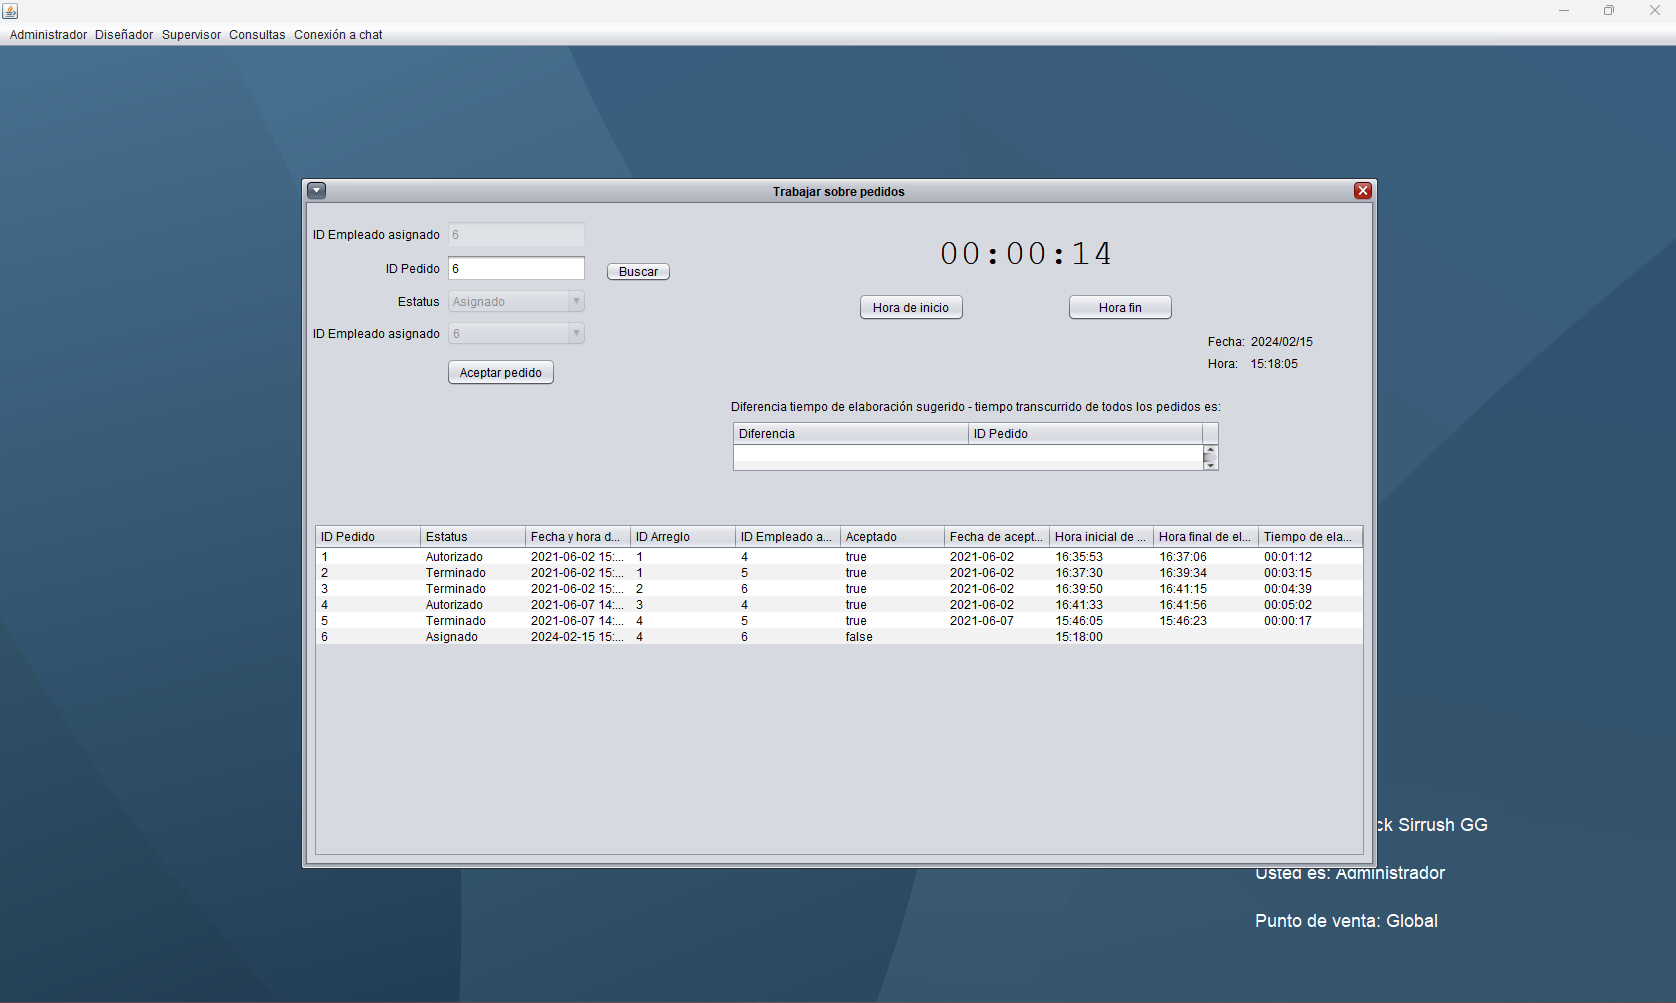 Administrador Diseñador Supervisor Consultas Conexión a chat
Trabajar sobre pedidos
ID Empleado asignado 6
ID Pedido 6 Buscar
Estatus Asignado
ID Empleado asignado 6
Aceptar pedido
00:00:14
Hora de inicio Hora fin
Fecha: 2024/02/15
Hora: 15:18:05
Diferencia tiempo de elaboración sugerido - tiempo transcurrido de todos los pedidos es:
Diferencia ID Pedido
ID Pedido Estatus Fecha y hora d... ID Arreglo ID Empleado a... Aceptado Fecha de acept... Hora inicial de ... Hora final de el... Tiempo de ela...
1 Autorizado 2021-06-02 15:... 1 4 true 2021-06-02 16:35:53 16:37:06 00:01:12
2 Terminado 2021-06-02 15:... 1 5 true 2021-06-02 16:37:30 16:39:34 00:03:15
3 Terminado 2021-06-02 15:... 2 6 true 2021-06-02 16:39:50 16:41:15 00:04:39
4 Autorizado 2021-06-07 14:... 3 4 true 2021-06-02 16:41:33 16:41:56 00:05:02
5 Terminado 2021-06-07 14:... 4 5 true 2021-06-07 15:46:05 15:46:23 00:00:17
6 Asignado 2024-02-15 15:... 4 6 false 15:18:00
ck Sirrush GG
Usted es: Administrador
Punto de venta: Global